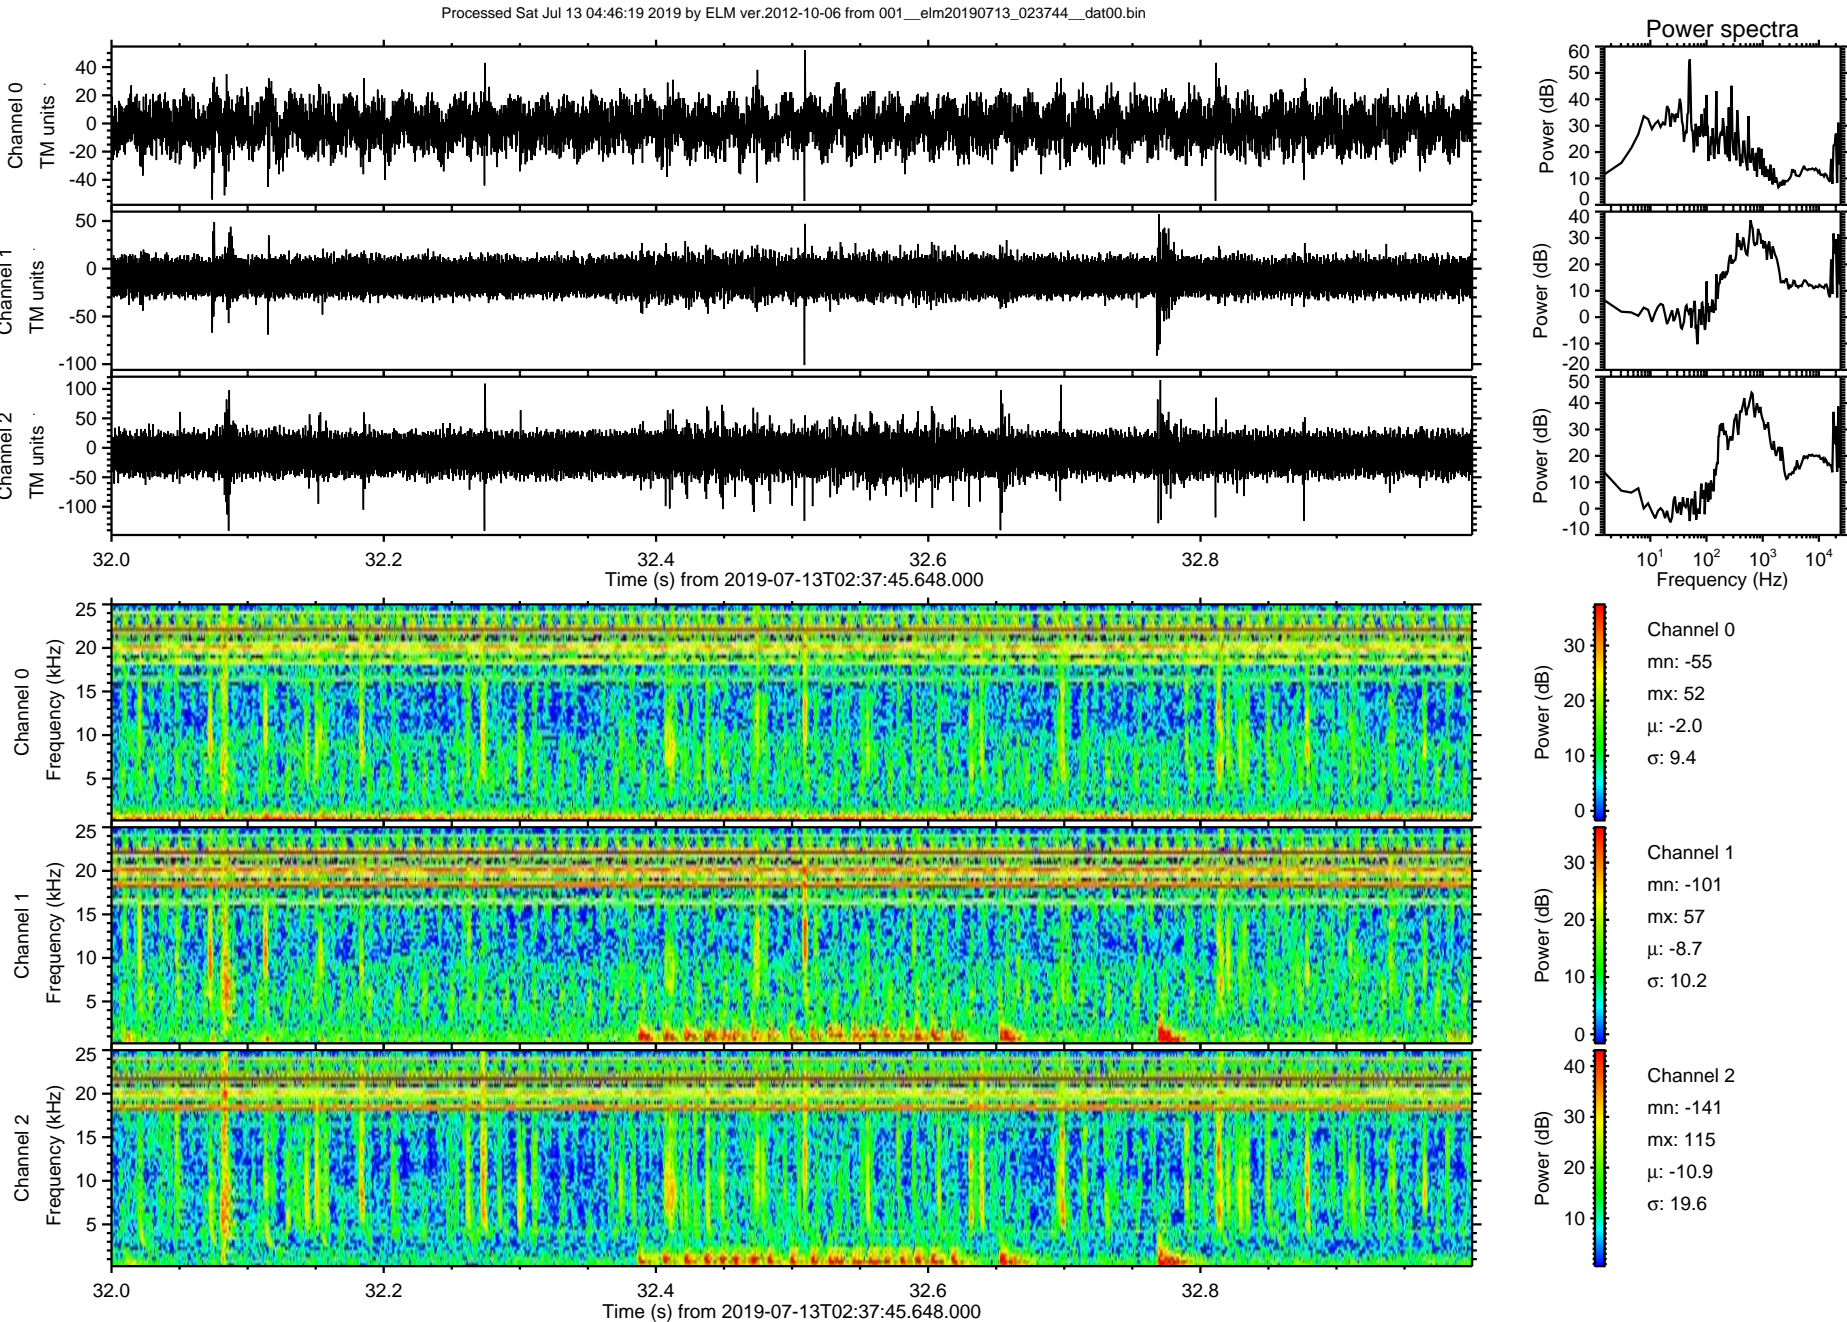 Processed Sat Jul 13 04:46:19 2019 by ELM ver.2012-10-06 from 001__elm20190713_023744__dat00.bin
Power spectra
Channel 0
TM units
40
20
0
-20
-40
Power (dB)
60
50
40
30
20
10
0
Channel 1
TM units
50
0
-50
-100
Power (dB)
40
30
20
10
0
-10
-20
Channel 2
TM units
100
50
0
-50
-100
Power (dB)
50
40
30
20
10
0
-10
32.0 32.2 32.4 32.6 32.8
Time (s) from 2019-07-13T02:37:45.648.000
10^1 10^2 10^3 10^4
Frequency (Hz)
Channel 0
Frequency (kHz)
25
20
15
10
5
Power (dB)
30
20
10
0
Channel 0
mn: -55
mx: 52
μ: -2.0
σ: 9.4
Channel 1
Frequency (kHz)
25
20
15
10
5
Power (dB)
30
20
10
0
Channel 1
mn: -101
mx: 57
μ: -8.7
σ: 10.2
Channel 2
Frequency (kHz)
25
20
15
10
5
Power (dB)
40
30
20
10
Channel 2
mn: -141
mx: 115
μ: -10.9
σ: 19.6
32.0 32.2 32.4 32.6 32.8
Time (s) from 2019-07-13T02:37:45.648.000